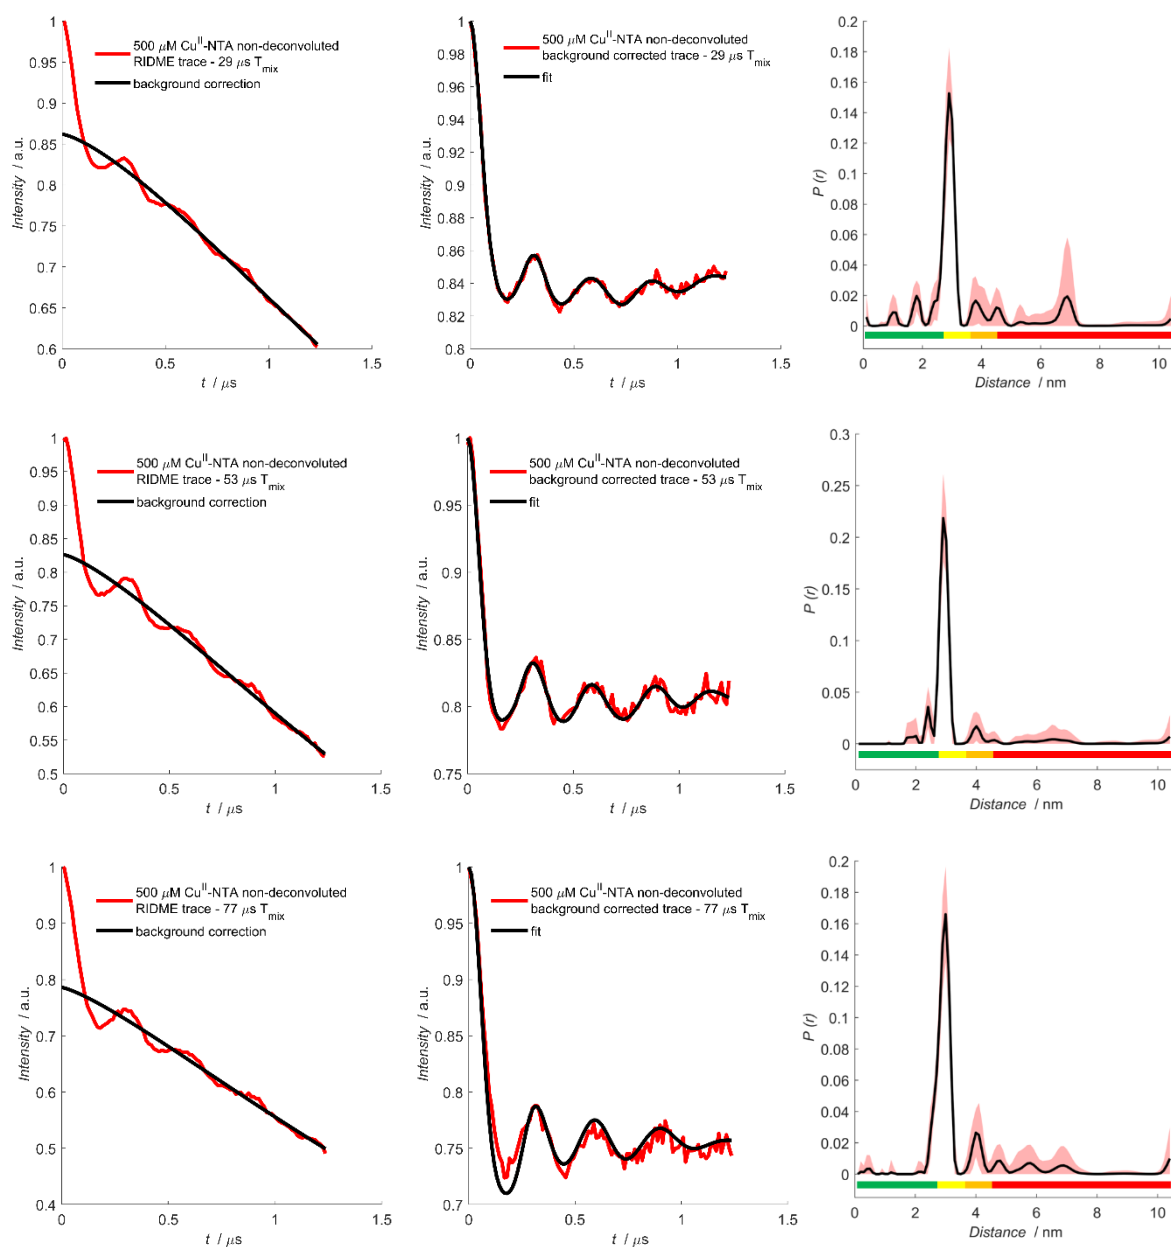 1
0.95
0.9
0.85
0.8
0.75
0.7
0.65
0.6
Intensity / a.u.
500 μM Cu^II-NTA non-deconvoluted
RIDME trace - 29 μs T_mix
background correction
0 0.5 1 1.5
t / μs
1
0.98
0.96
0.94
0.92
0.9
0.88
0.86
0.84
0.82
0.8
Intensity / a.u.
500 μM Cu^II-NTA non-deconvoluted
background corrected trace - 29 μs T_mix
fit
0 0.5 1 1.5
t / μs
0.2
0.18
0.16
0.14
0.12
0.1
0.08
0.06
0.04
0.02
0
P (r)
0 2 4 6 8 10
Distance / nm
1
0.95
0.9
0.85
0.8
0.75
0.7
0.65
0.6
0.55
0.5
Intensity / a.u.
500 μM Cu^II-NTA non-deconvoluted
RIDME trace - 53 μs T_mix
background correction
0 0.5 1 1.5
t / μs
1
0.95
0.9
0.85
0.8
0.75
Intensity / a.u.
500 μM Cu^II-NTA non-deconvoluted
background corrected trace - 53 μs T_mix
fit
0 0.5 1 1.5
t / μs
0.3
0.25
0.2
0.15
0.1
0.05
0
P (r)
0 2 4 6 8 10
Distance / nm
1
0.9
0.8
0.7
0.6
0.5
0.4
Intensity / a.u.
500 μM Cu^II-NTA non-deconvoluted
RIDME trace - 77 μs T_mix
background correction
0 0.5 1 1.5
t / μs
1
0.95
0.9
0.85
0.8
0.75
0.7
Intensity / a.u.
500 μM Cu^II-NTA non-deconvoluted
background corrected trace - 77 μs T_mix
fit
0 0.5 1 1.5
t / μs
0.2
0.18
0.16
0.14
0.12
0.1
0.08
0.06
0.04
0.02
0
P (r)
0 2 4 6 8 10
Distance / nm